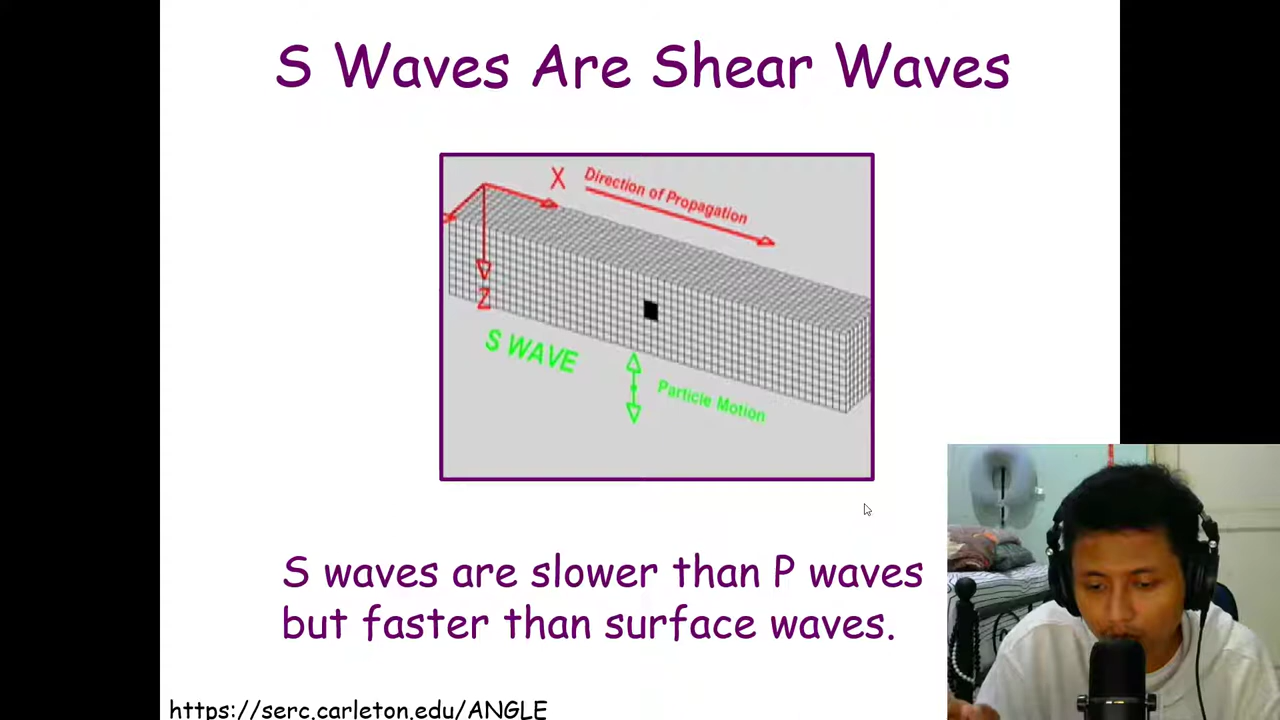 S Waves Are Shear Waves
X
Direction of Propagation
Z
S WAVE
Particle Motion
S waves are slower than P waves
but faster than surface waves.
https://serc.carleton.edu/ANGLE